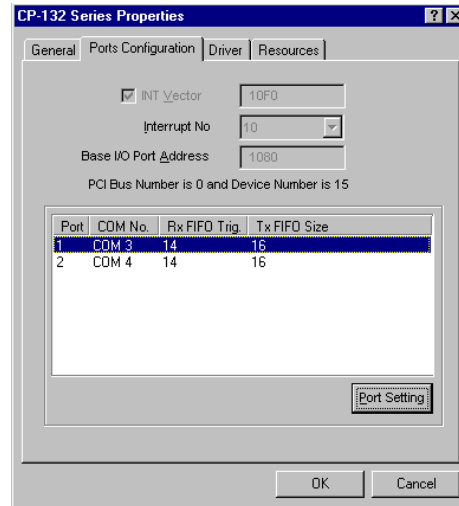 CP-132 Series Properties ? X
General Ports Configuration Driver Resources
INT Vector 10F0
Interrupt No 10
Base I/O Port Address 1080
PCI Bus Number is 0 and Device Number is 15
Port COM No. Rx FIFO Trig. Tx FIFO Size
1 COM 3 14 16
2 COM 4 14 16
Port Setting
OK Cancel